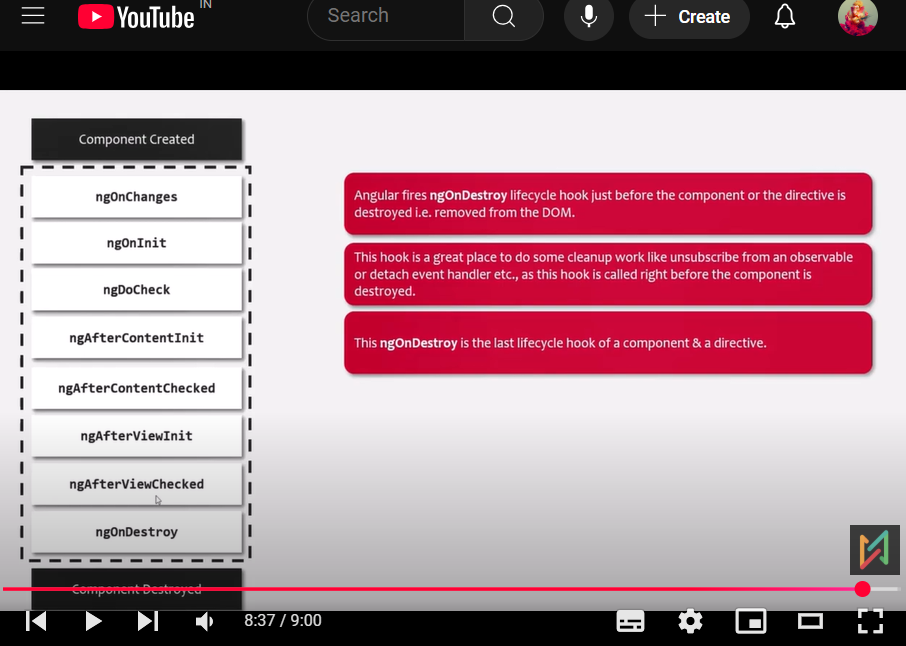 YouTube IN
Search
Create
Component Created
ngOnChanges
ngOnInit
ngDoCheck
ngAfterContentInit
ngAfterContentChecked
ngAfterViewInit
ngAfterViewChecked
ngOnDestroy
Component Destroyed
Angular fires ngOnDestroy lifecycle hook just before the component or the directive is
destroyed i.e. removed from the DOM.
This hook is a great place to do some cleanup work like unsubscribe from an observable
or detach event handler etc., as this hook is called right before the component is
destroyed.
This ngOnDestroy is the last lifecycle hook of a component & a directive.
8:37 / 9:00